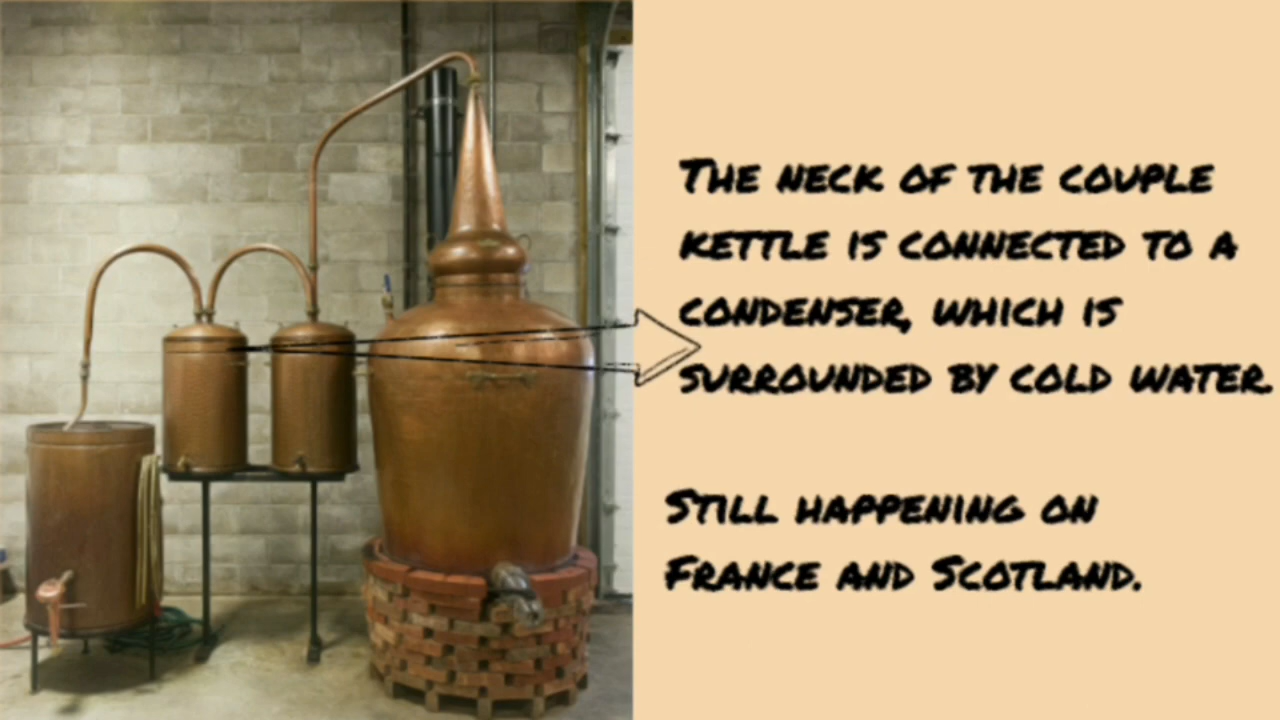 The neck of the couple
kettle is connected to a
condenser, which is
surrounded by cold water.
Still happening on
France and Scotland.